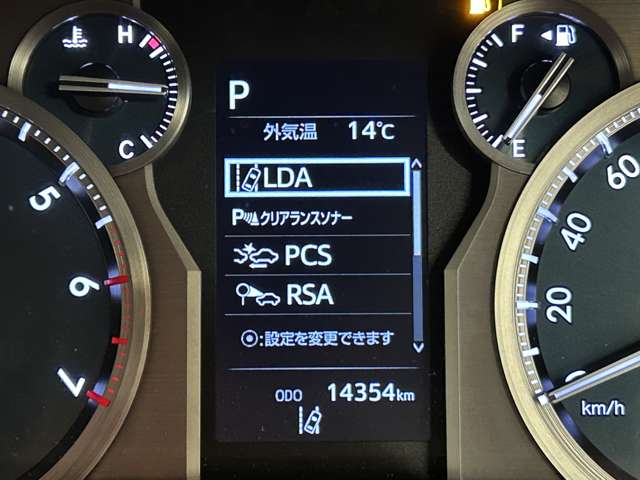 H
C
5
6
7
P
外気温 14℃
LDA
P クリアランスソナー
PCS
RSA
:設定を変更できます
ODO 14354km
F
E
60
40
20
km/h